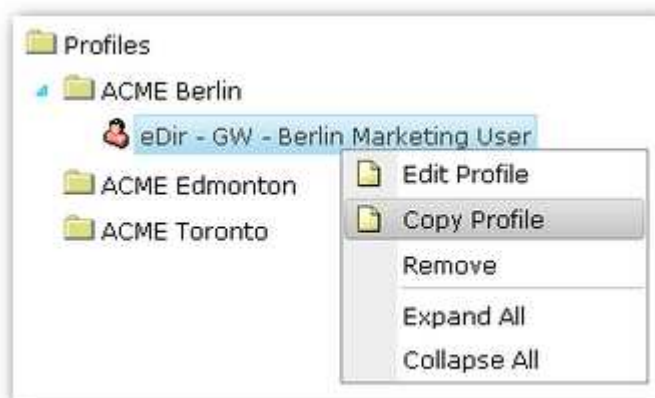 Profiles
ACME Berlin
eDir - GW - Berlin Marketing User
ACME Edmonton
ACME Toronto
Edit Profile
Copy Profile
Remove
Expand All
Collapse All